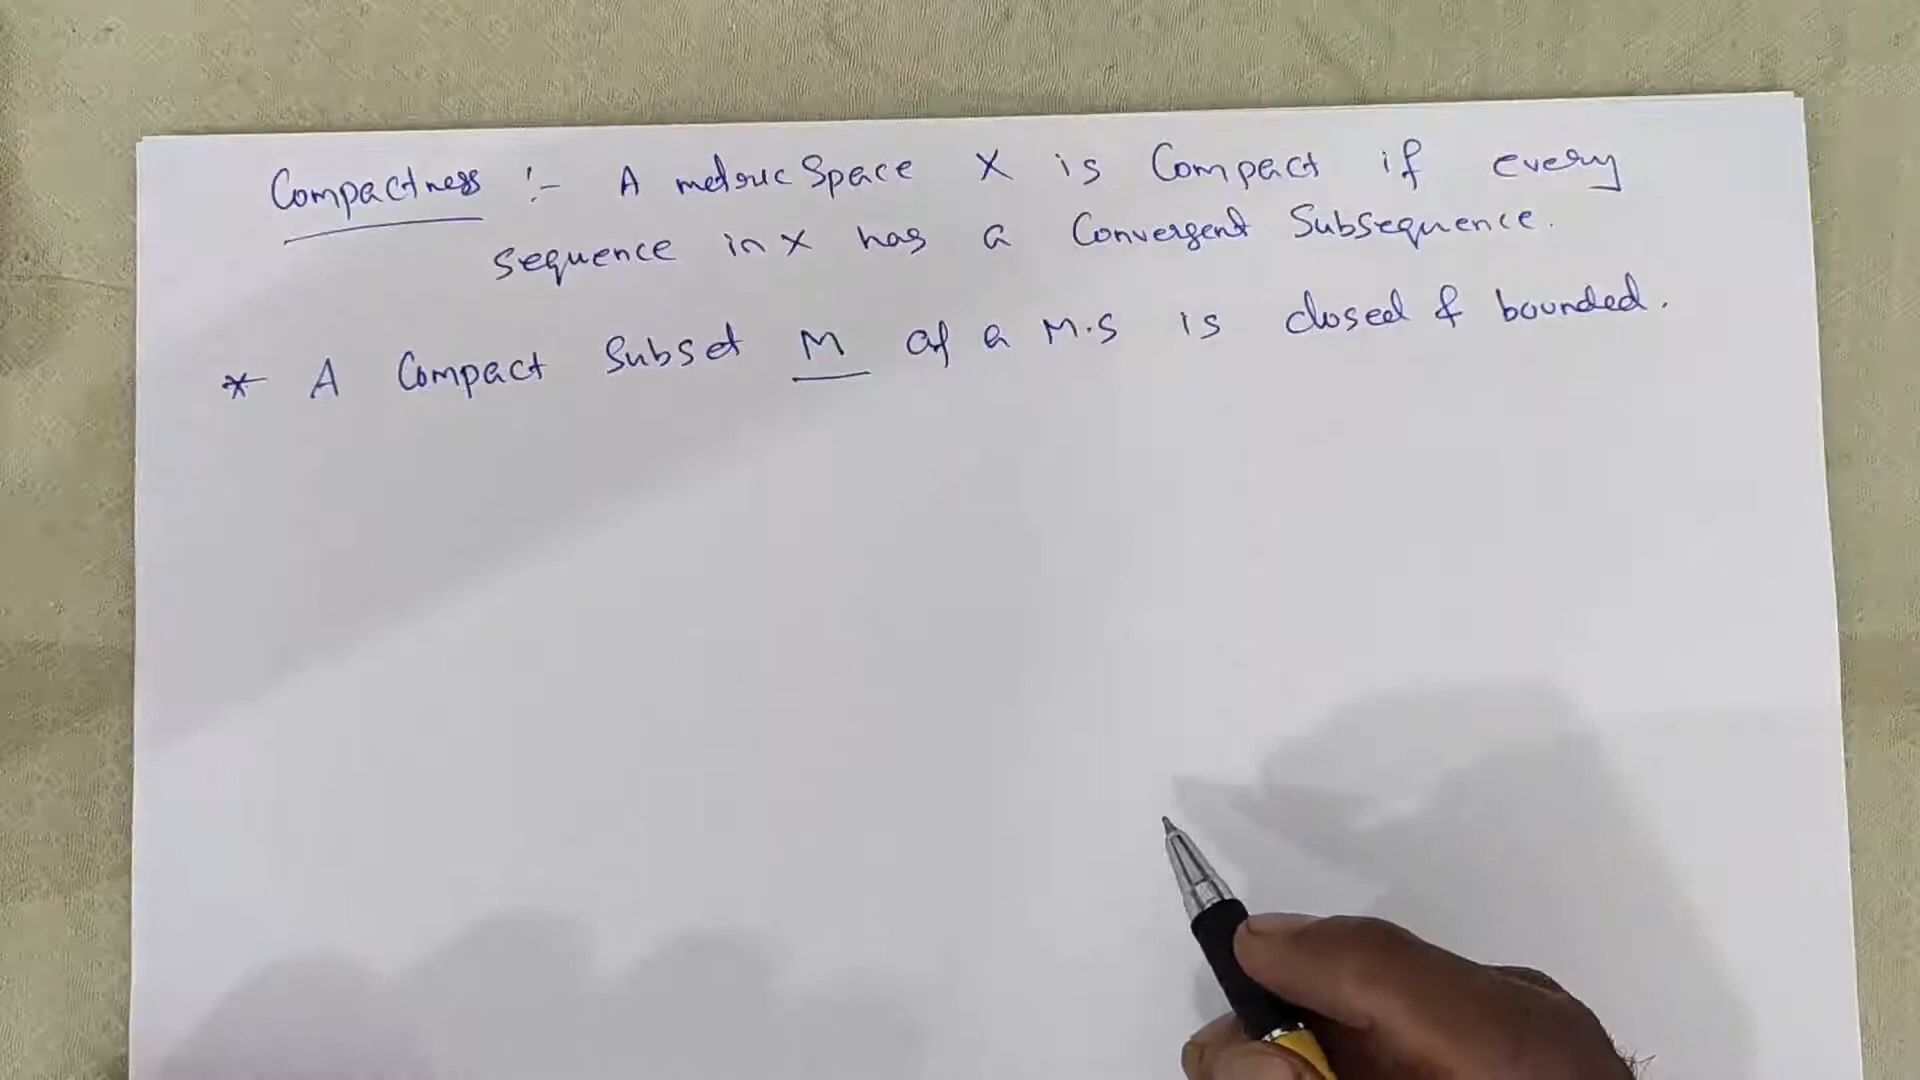 Compactness :- A metric Space X is Compact if every
sequence in X has a Convergent Subsequence.
* A Compact Subset M of a M.S is closed & bounded.